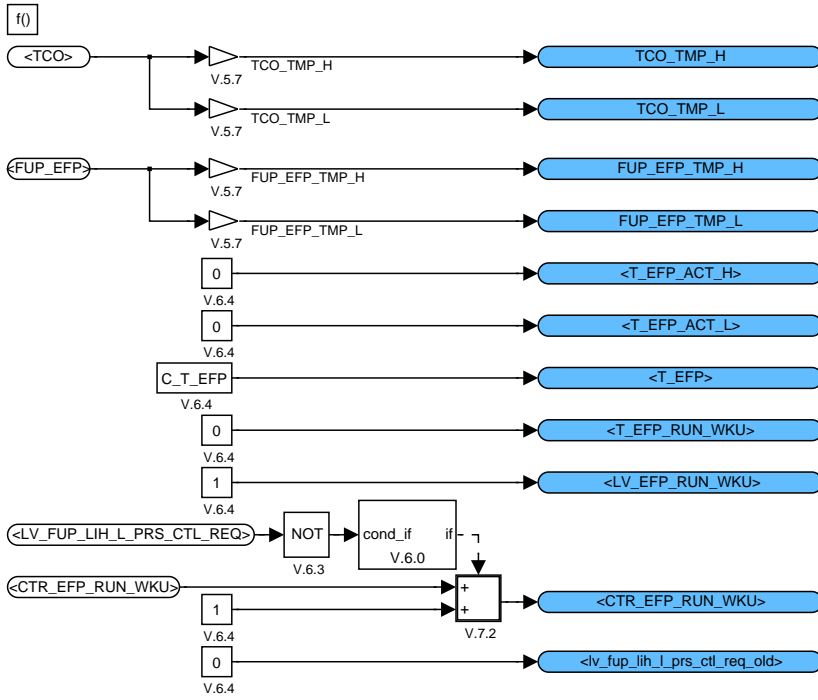 f()
<TCO>
TCO_TMP_H
V.5.7
TCO_TMP_H
TCO_TMP_L
V.5.7
TCO_TMP_L
<FUP_EFP>
FUP_EFP_TMP_H
V.5.7
FUP_EFP_TMP_H
FUP_EFP_TMP_L
V.5.7
FUP_EFP_TMP_L
0
V.6.4
<T_EFP_ACT_H>
0
V.6.4
<T_EFP_ACT_L>
C_T_EFP
V.6.4
<T_EFP>
0
V.6.4
<T_EFP_RUN_WKU>
1
V.6.4
<LV_EFP_RUN_WKU>
<LV_FUP_LIH_L_PRS_CTL_REQ>
NOT
V.6.3
cond_if if
V.6.0
<CTR_EFP_RUN_WKU>
1
V.6.4
+
+
V.7.2
<CTR_EFP_RUN_WKU>
0
V.6.4
<lv_fup_lih_l_prs_ctl_req_old>